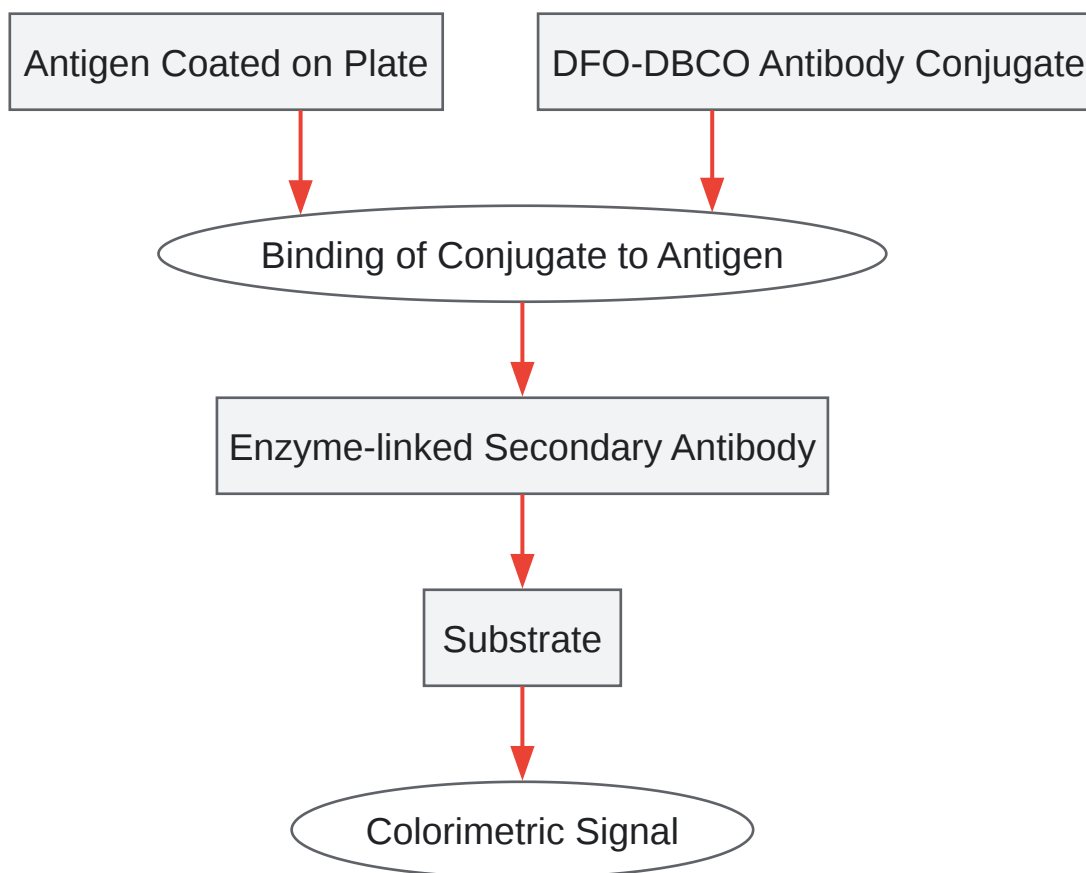 Antigen Coated on Plate
DFO-DBCO Antibody Conjugate
Binding of Conjugate to Antigen
Enzyme-linked Secondary Antibody
Substrate
Colorimetric Signal